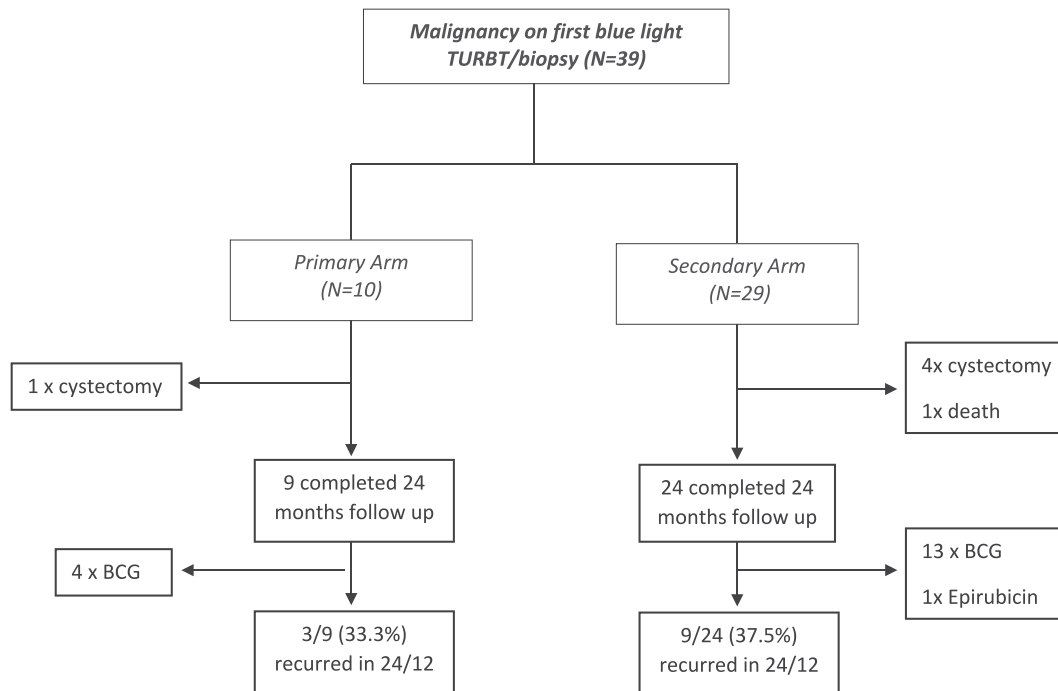 Malignancy on first blue light
TURBT/biopsy (N=39)
Primary Arm
(N=10)
Secondary Arm
(N=29)
1 x cystectomy
4x cystectomy
1x death
9 completed 24
months follow up
24 completed 24
months follow up
4 x BCG
13 x BCG
1x Epirubicin
3/9 (33.3%)
recurred in 24/12
9/24 (37.5%)
recurred in 24/12